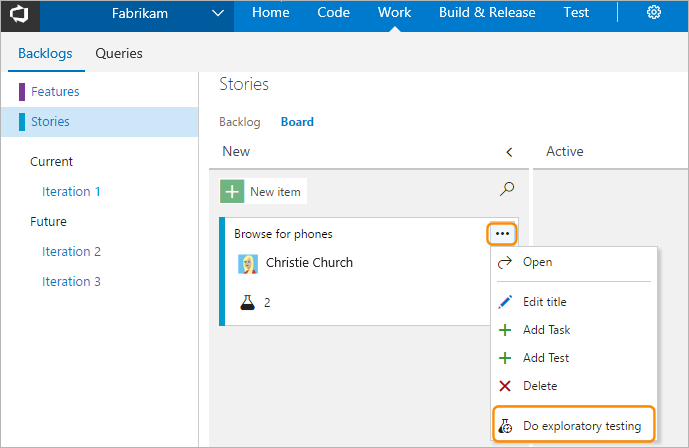 Fabrikam Home Code Work Build & Release Test
Backlogs Queries
Features
Stories
Current
Iteration 1
Future
Iteration 2
Iteration 3
Stories
Backlog Board
New Active
New item
Browse for phones
Christie Church
2
Open
Edit title
Add Task
Add Test
Delete
Do exploratory testing